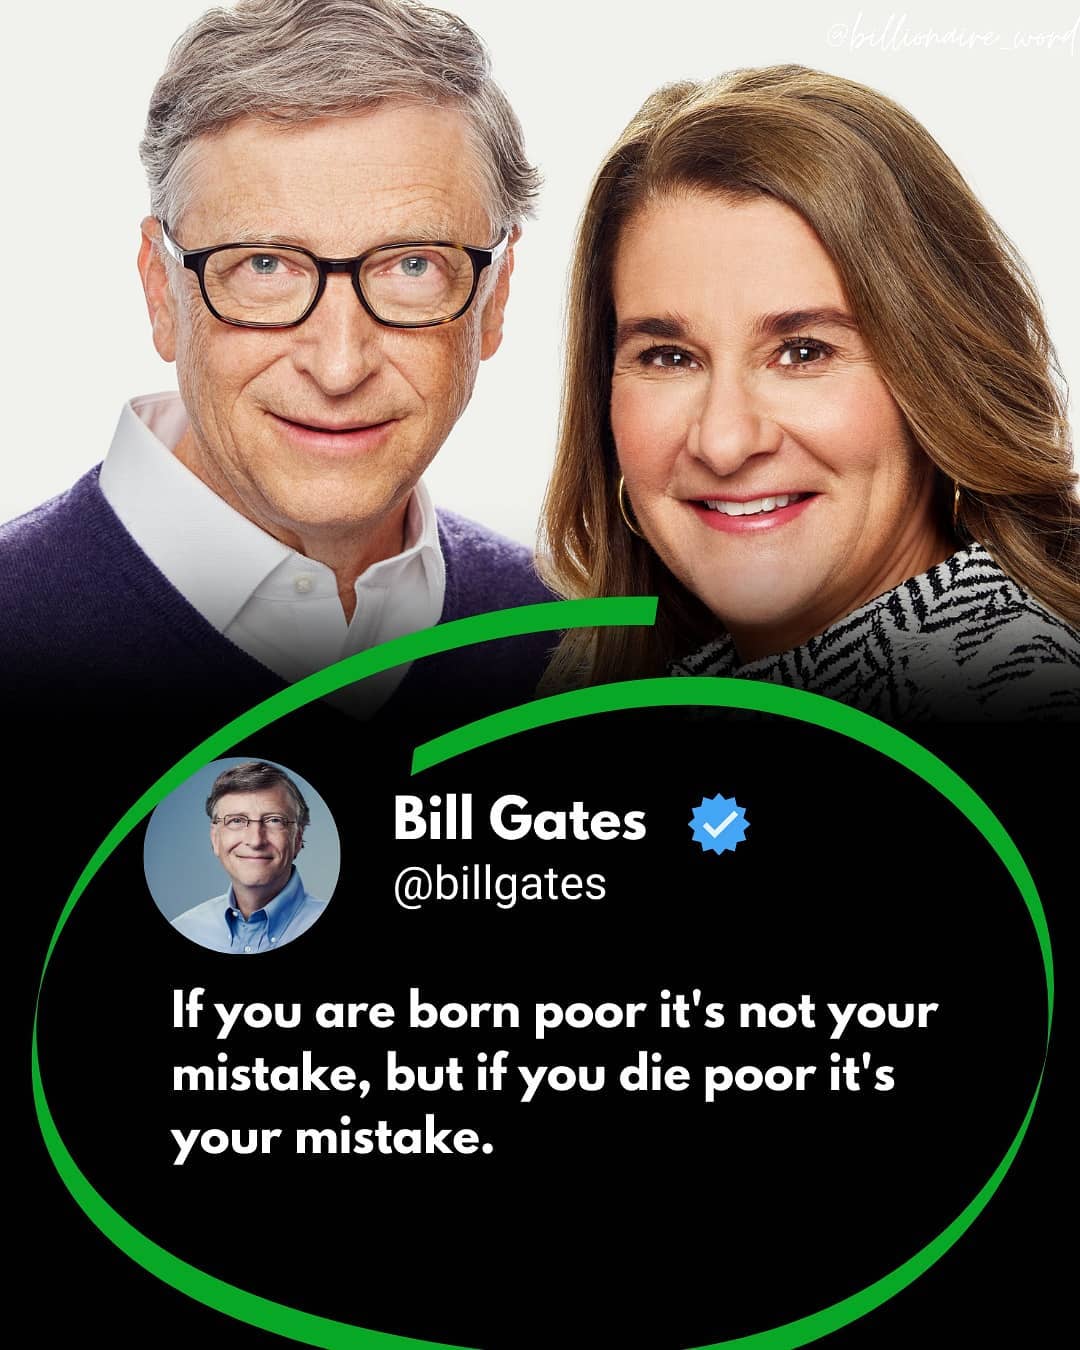 @billionaire_word
Bill Gates
@billgates
If you are born poor it's not your
mistake, but if you die poor it's
your mistake.